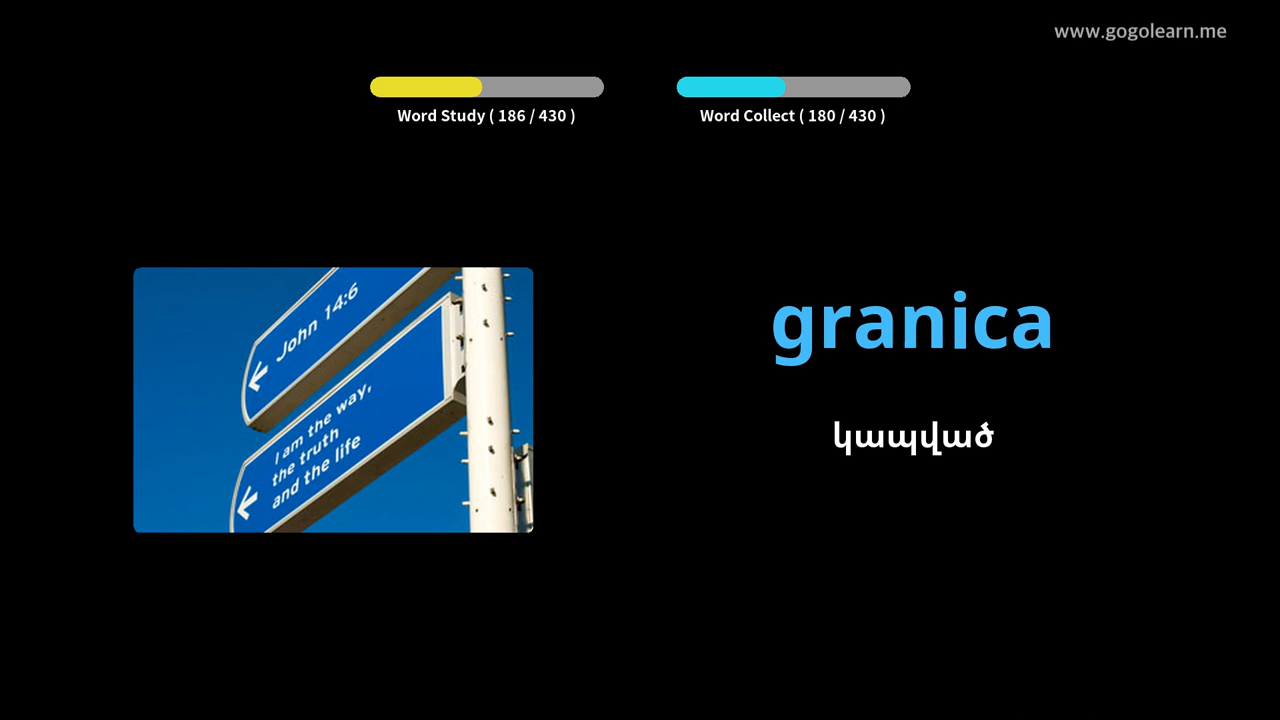 www.gogolearn.me
Word Study ( 186 / 430 )
Word Collect ( 180 / 430 )
John 14:6
I am the way,
the truth
and the life
granica
կապված